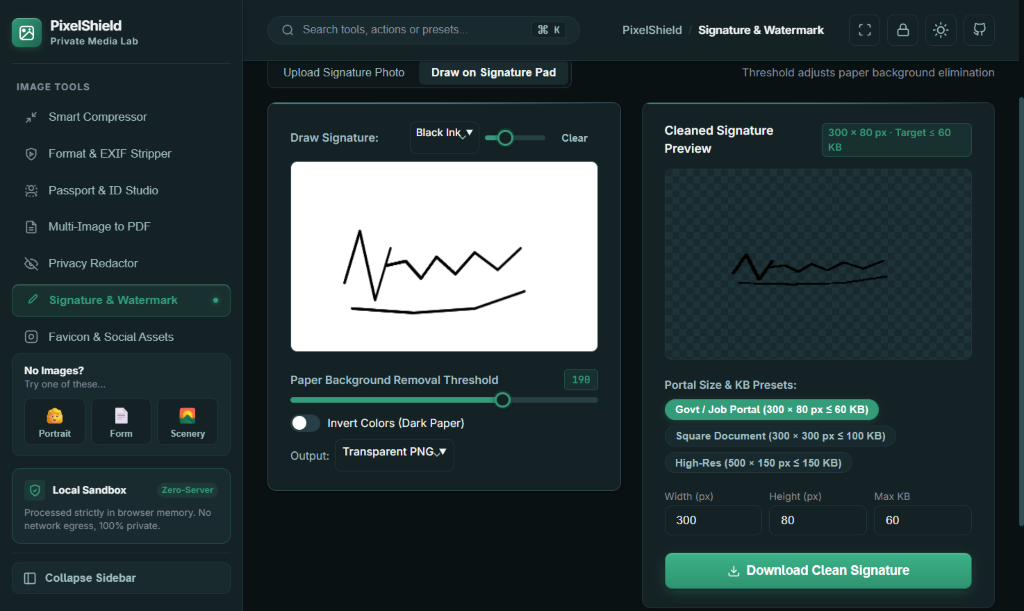 PixelShield
Private Media Lab
Search tools, actions or presets...
⌘ K
PixelShield / Signature & Watermark
IMAGE TOOLS
Smart Compressor
Format & EXIF Stripper
Passport & ID Studio
Multi-Image to PDF
Privacy Redactor
Signature & Watermark
Favicon & Social Assets
No Images?
Try one of these...
Portrait
Form
Scenery
Local Sandbox
Zero-Server
Processed strictly in browser memory. No
network egress, 100% private.
Collapse Sidebar
Upload Signature Photo
Draw on Signature Pad
Threshold adjusts paper background elimination
Draw Signature:
Black Ink
Clear
Paper Background Removal Threshold
190
Invert Colors (Dark Paper)
Output:
Transparent PNG
Cleaned Signature
Preview
300 × 80 px · Target ≤ 60
KB
Portal Size & KB Presets:
Govt / Job Portal (300 × 80 px ≤ 60 KB)
Square Document (300 × 300 px ≤ 100 KB)
High-Res (500 × 150 px ≤ 150 KB)
Width (px)
Height (px)
Max KB
300
80
60
Download Clean Signature